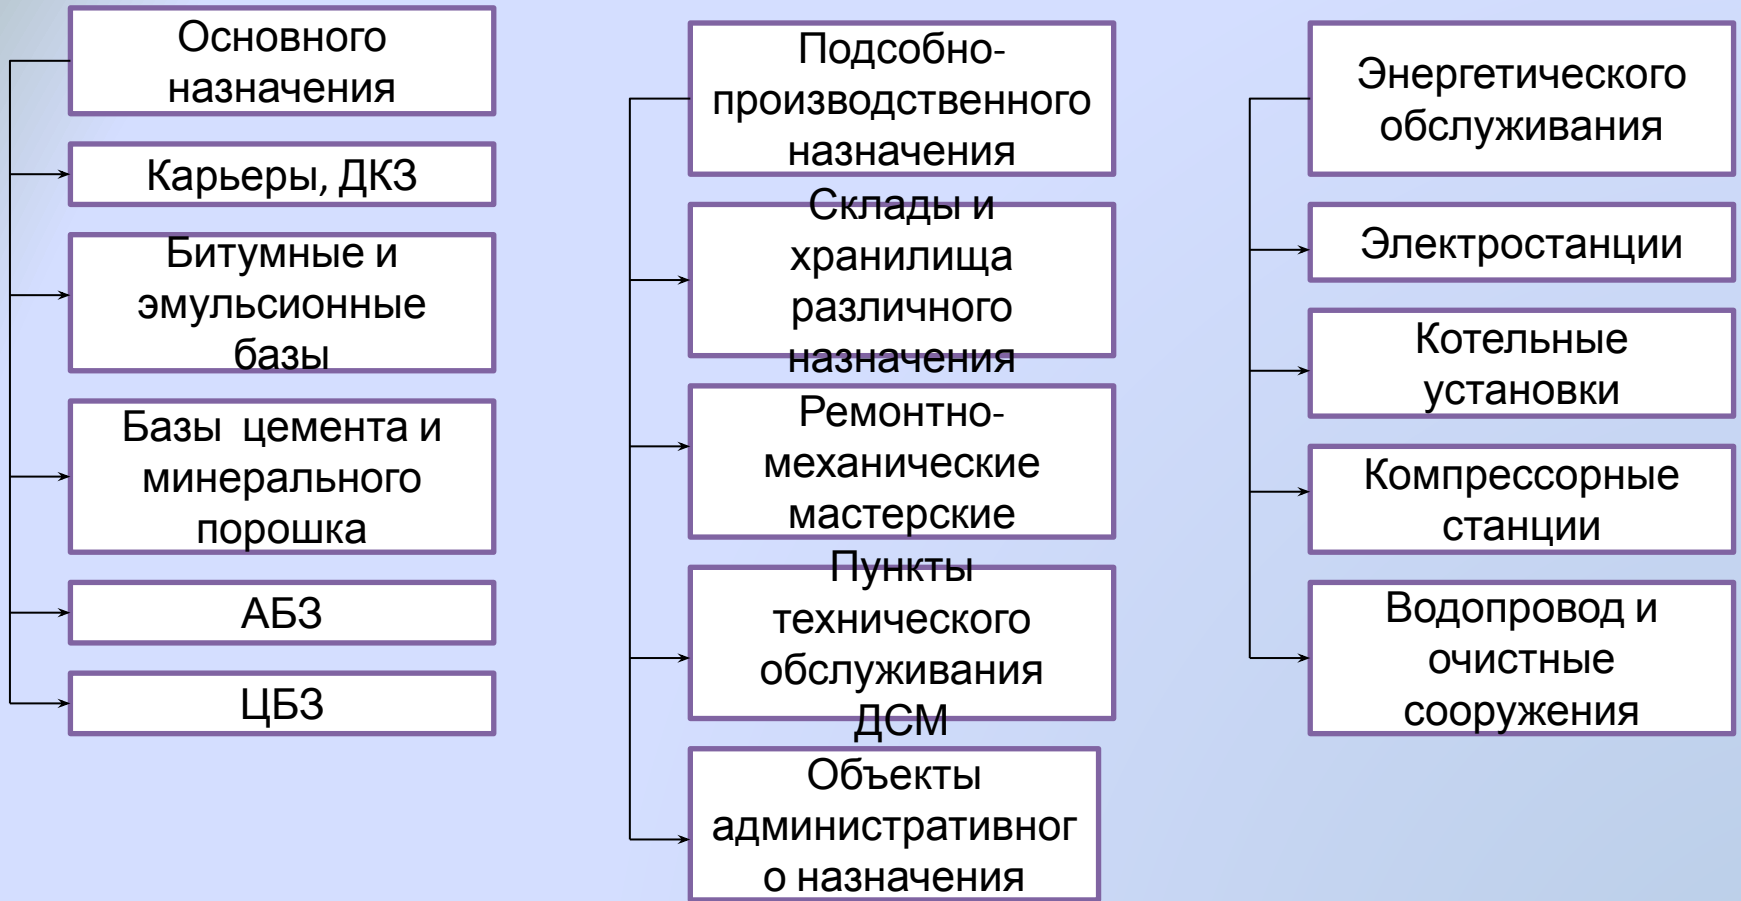 Основного
назначения
Карьеры, ДКЗ
Битумные и
эмульсионные
базы
Базы цемента и
минерального
порошка
АБЗ
ЦБЗ
Подсобно-
производственного
назначения
Склады и
хранилища
различного
назначения
Ремонтно-
механические
мастерские
Пункты
технического
обслуживания
ДСМ
Объекты
административног
о назначения
Энергетического
обслуживания
Электростанции
Котельные
установки
Компрессорные
станции
Водопровод и
очистные
сооружения